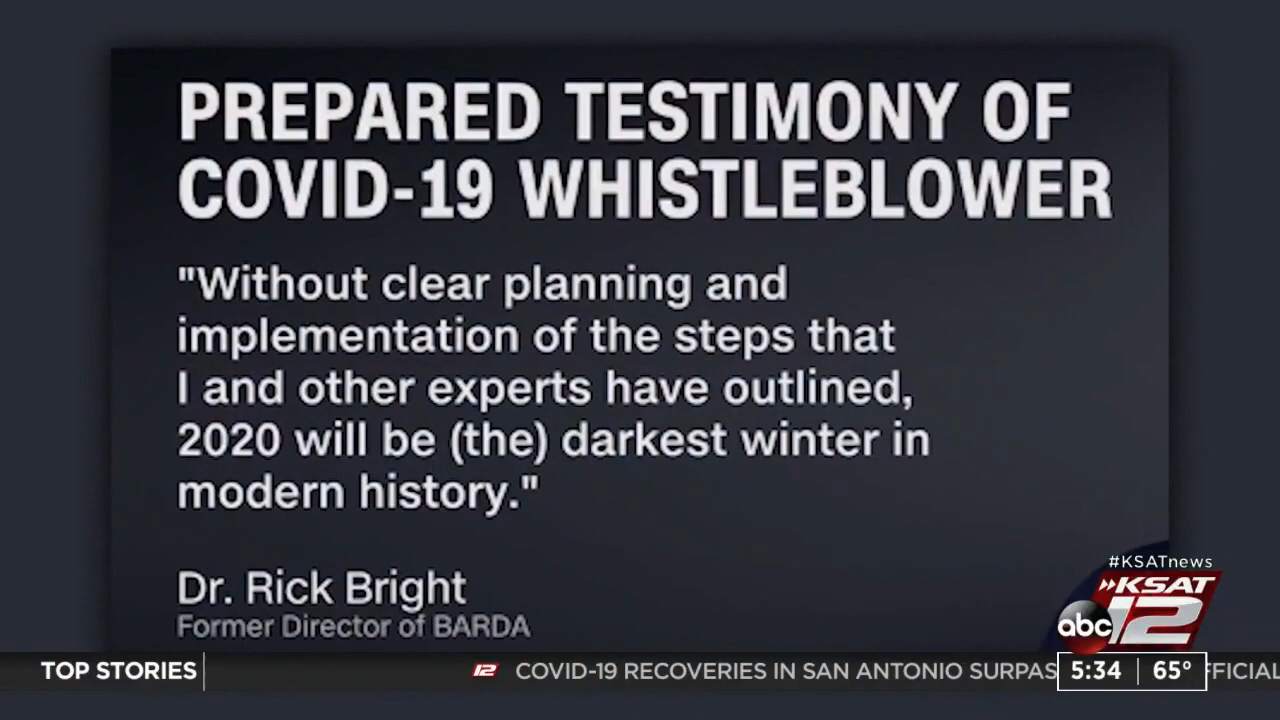 PREPARED TESTIMONY OF
COVID-19 WHISTLEBLOWER
"Without clear planning and
implementation of the steps that
I and other experts have outlined,
2020 will be (the) darkest winter in
modern history."
Dr. Rick Bright
Former Director of BARDA
#KSATnews
KSAT
abc 12
TOP STORIES
12 COVID-19 RECOVERIES IN SAN ANTONIO
5:34 65°